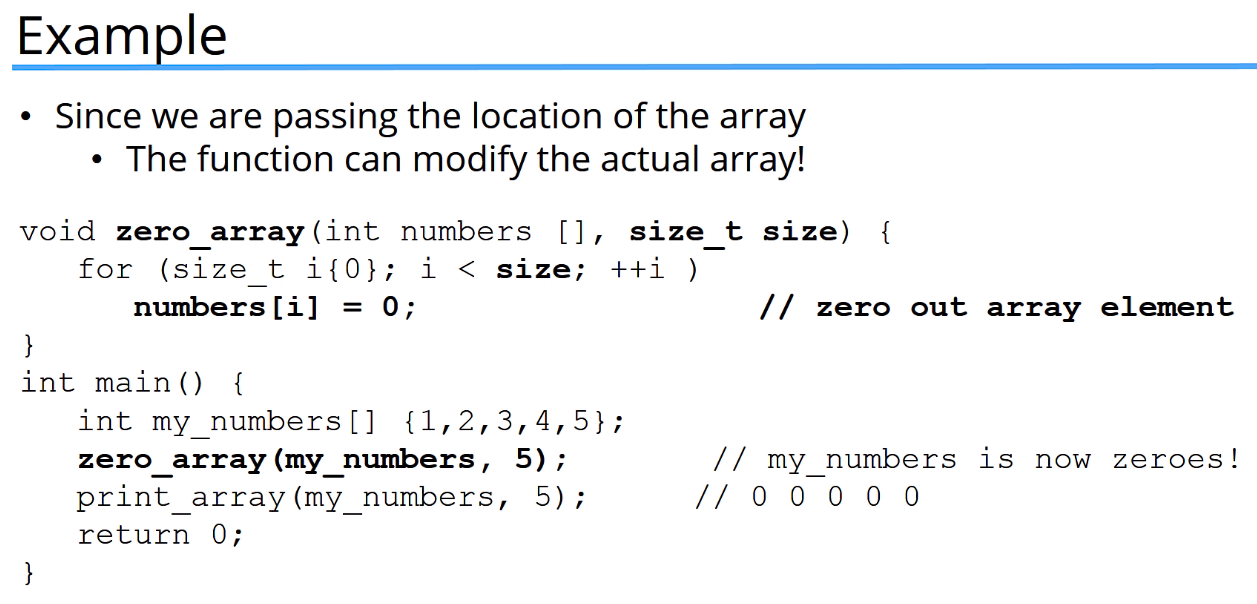 Example
• Since we are passing the location of the array
• The function can modify the actual array!
void zero_array(int numbers [], size_t size) {
for (size_t i{0}; i < size; ++i )
numbers[i] = 0; // zero out array element
}
int main() {
int my_numbers[] {1,2,3,4,5};
zero_array(my_numbers, 5); // my_numbers is now zeroes!
print_array(my_numbers, 5); // 0 0 0 0 0
return 0;
}